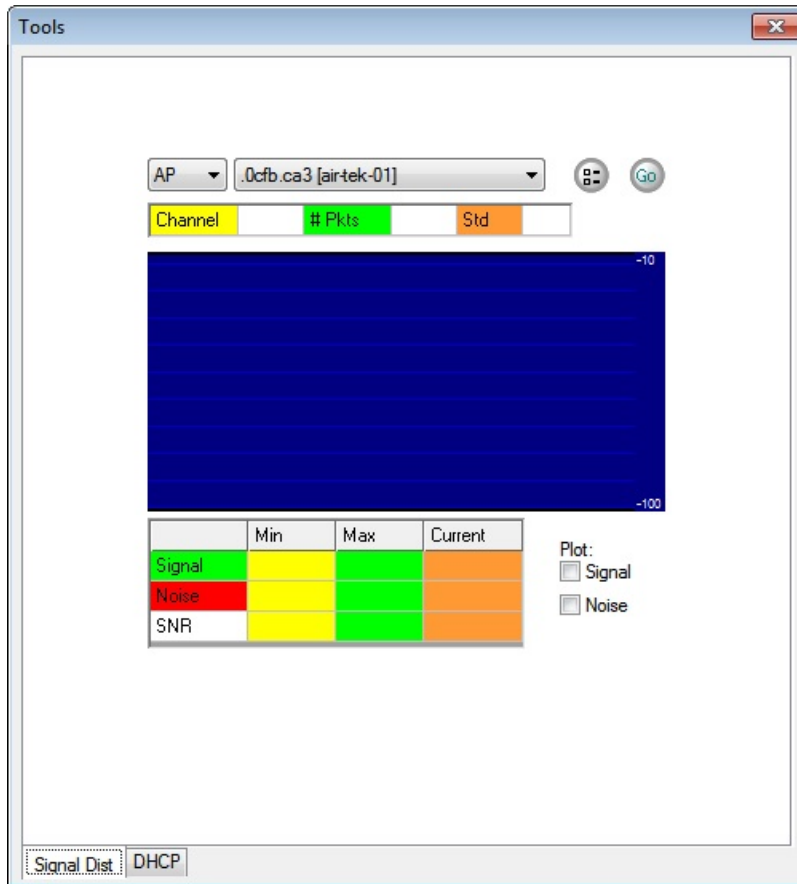 Tools
AP .0cfb.ca3 [air-tek-01] Go
Channel # Pkts Std
-10
-100
Min Max Current
Signal
Noise
SNR
Plot:
Signal
Noise
Signal Dist DHCP